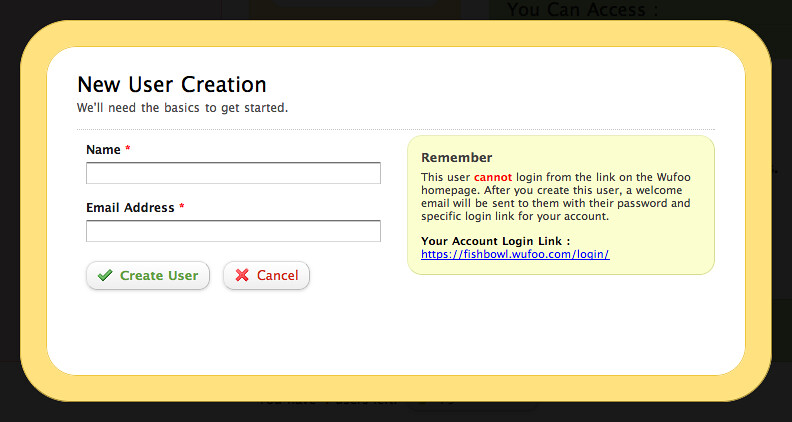 You Can Access :
New User Creation
We'll need the basics to get started.
Name *
Email Address *
Create User
Cancel
Remember
This user cannot login from the link on the Wufoo
homepage. After you create this user, a welcome
email will be sent to them with their password and
specific login link for your account.
Your Account Login Link :
https://fishbowl.wufoo.com/login/